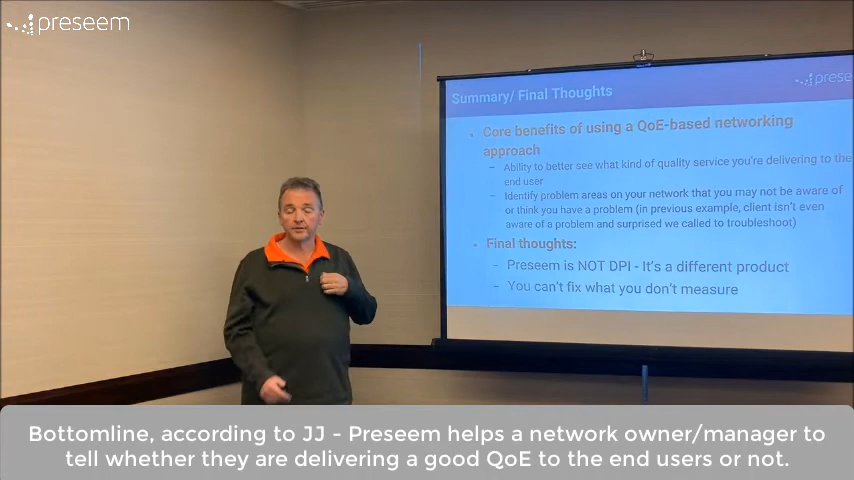 preseem
prese
Summary/ Final Thoughts
• Core benefits of using a QoE-based networking
approach
– Ability to better see what kind of quality service you're delivering to the
end user
– Identify problem areas on your network that you may not be aware of
or think you have a problem (in previous example, client isn't even
aware of a problem and surprised we called to troubleshoot)
• Final thoughts:
– Preseem is NOT DPI - It's a different product
– You can't fix what you don't measure
Bottomline, according to JJ - Preseem helps a network owner/manager to
tell whether they are delivering a good QoE to the end users or not.